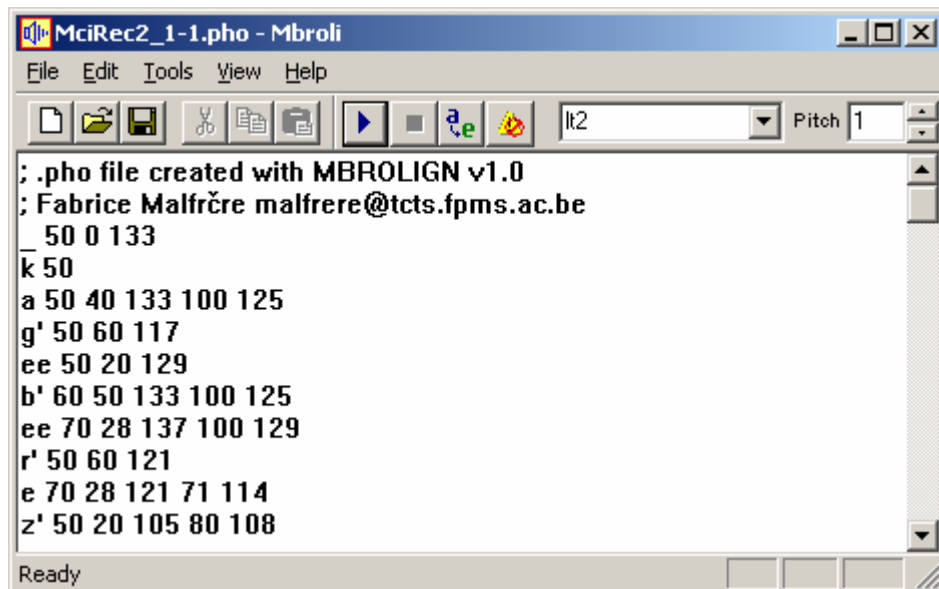 MciRec2_1-1.pho - Mbroli
File Edit Tools View Help
a e lt2 Pitch 1
; .pho file created with MBROLIGN v1.0
; Fabrice Malfrčre malfrere@tcts.fpms.ac.be
_ 50 0 133
k 50
a 50 40 133 100 125
g' 50 60 117
ee 50 20 129
b' 60 50 133 100 125
ee 70 28 137 100 129
r' 50 60 121
e 70 28 121 71 114
z' 50 20 105 80 108
Ready